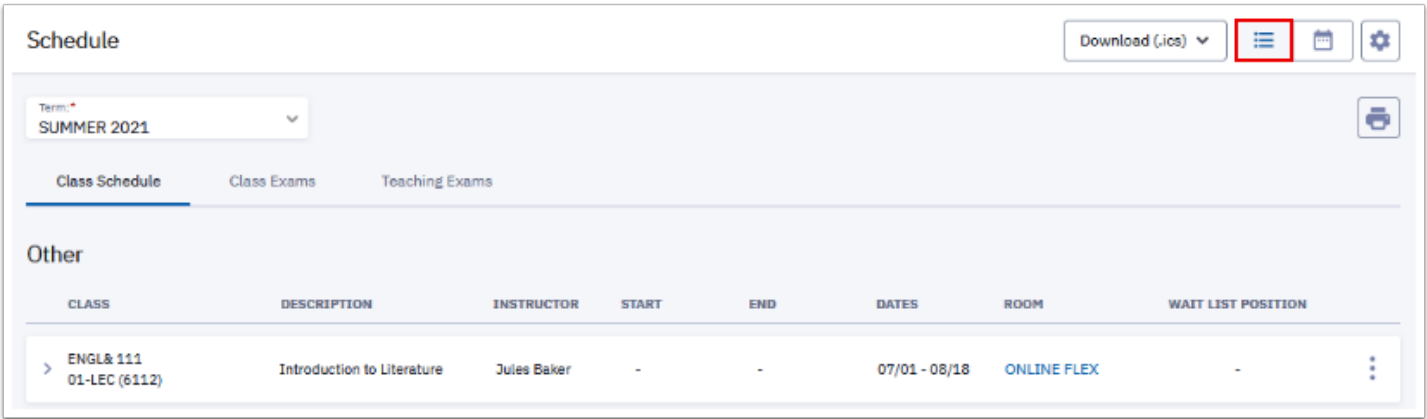 Schedule
Download (.ics)
Term:*
SUMMER 2021
Class Schedule Class Exams Teaching Exams
Other
CLASS DESCRIPTION INSTRUCTOR START END DATES ROOM WAIT LIST POSITION
ENGL& 111
01-LEC (6112) Introduction to Literature Jules Baker - - 07/01 - 08/18 ONLINE FLEX -